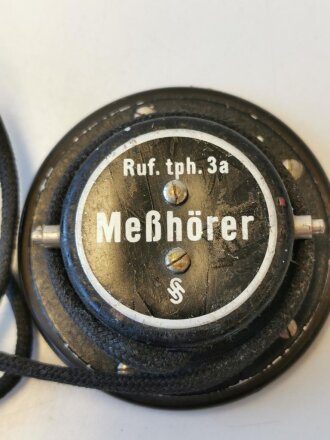 Ruf. tph. 3a
Meßhörer